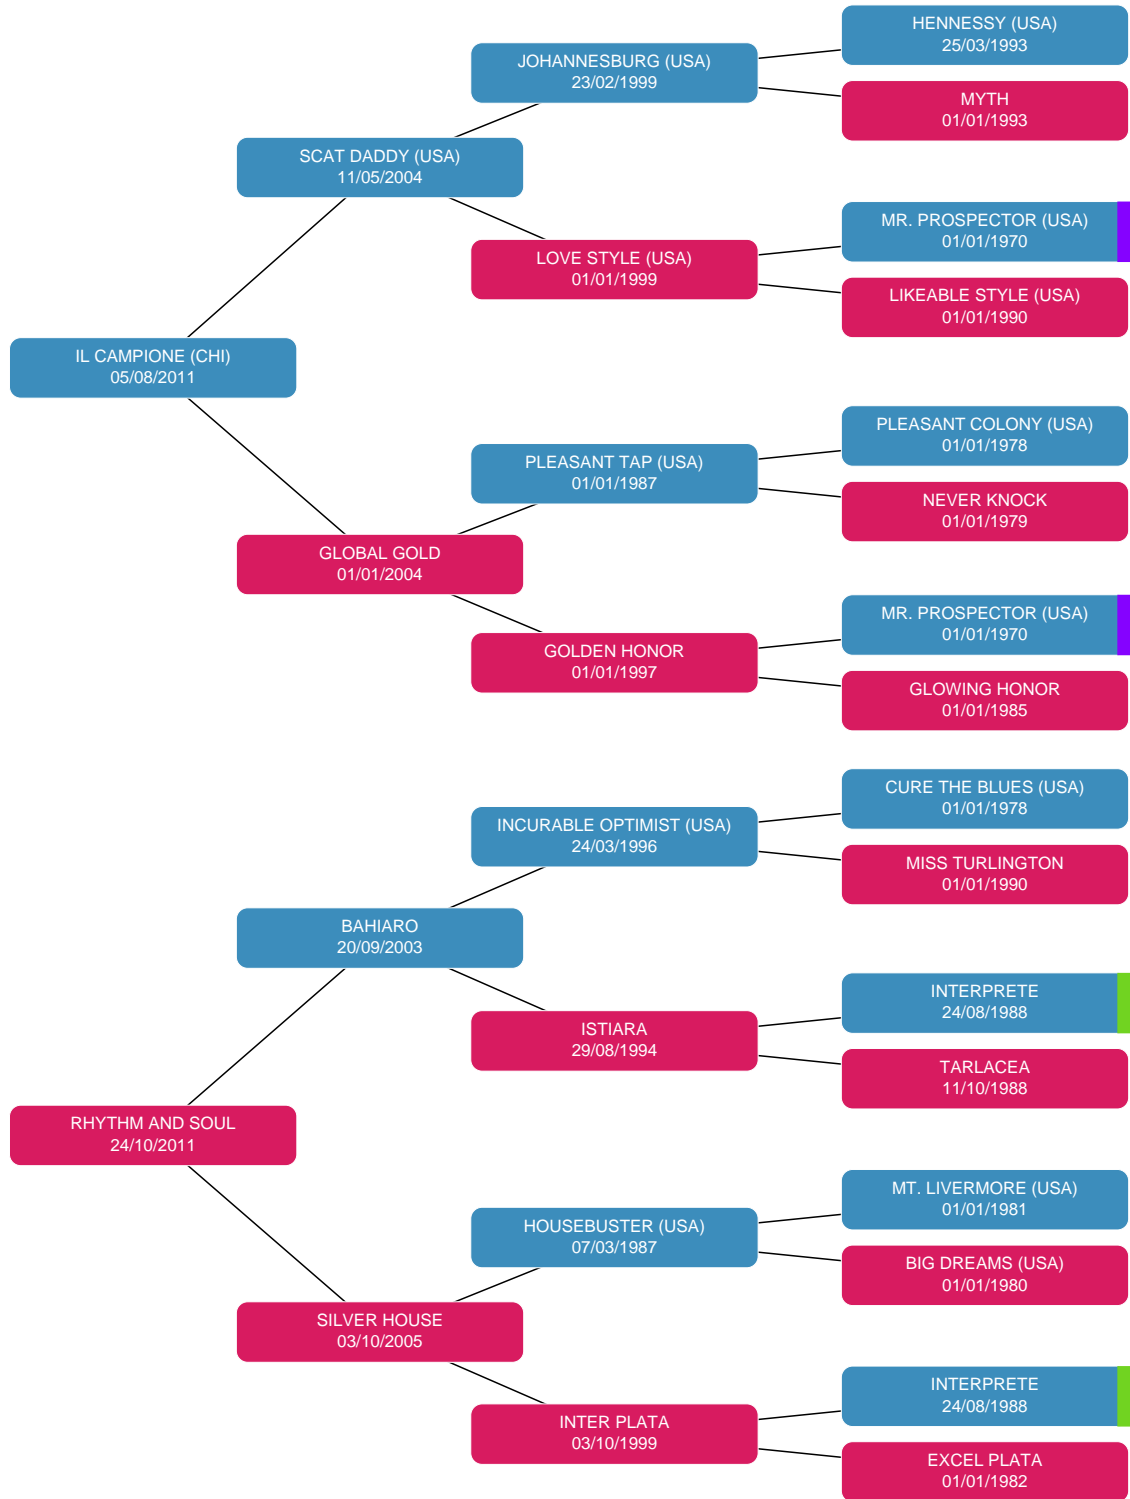 HENNESSY (USA)
25/03/1993
JOHANNESBURG (USA)
23/02/1999
MYTH
01/01/1993
SCAT DADDY (USA)
11/05/2004
MR. PROSPECTOR (USA)
01/01/1970
LOVE STYLE (USA)
01/01/1999
LIKEABLE STYLE (USA)
01/01/1990
IL CAMPIONE (CHI)
05/08/2011
PLEASANT COLONY (USA)
01/01/1978
PLEASANT TAP (USA)
01/01/1987
NEVER KNOCK
01/01/1979
GLOBAL GOLD
01/01/2004
MR. PROSPECTOR (USA)
01/01/1970
GOLDEN HONOR
01/01/1997
GLOWING HONOR
01/01/1985
CURE THE BLUES (USA)
01/01/1978
INCURABLE OPTIMIST (USA)
24/03/1996
MISS TURLINGTON
01/01/1990
BAHIARO
20/09/2003
INTERPRETE
24/08/1988
ISTIARA
29/08/1994
TARLACEA
11/10/1988
RHYTHM AND SOUL
24/10/2011
MT. LIVERMORE (USA)
01/01/1981
HOUSEBUSTER (USA)
07/03/1987
BIG DREAMS (USA)
01/01/1980
SILVER HOUSE
03/10/2005
INTERPRETE
24/08/1988
INTER PLATA
03/10/1999
EXCEL PLATA
01/01/1982